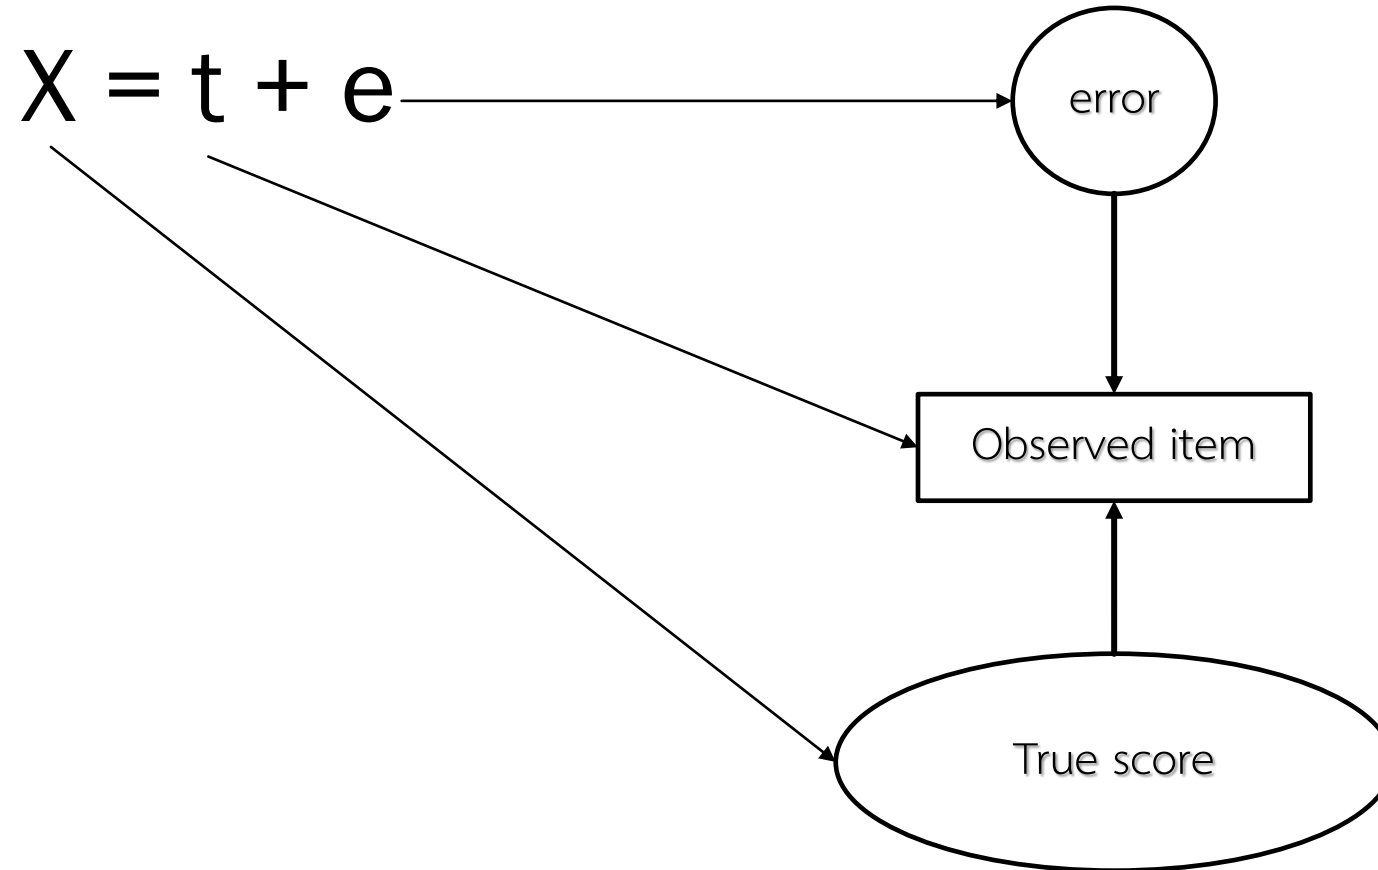 X = t + e
error
Observed item
True score